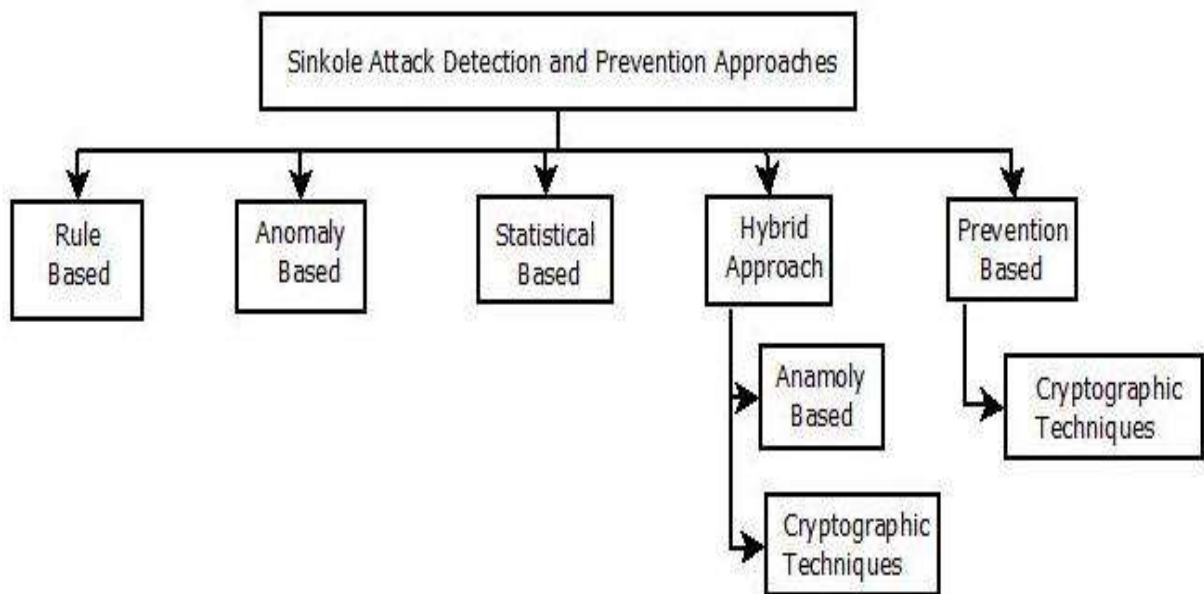 Sinkole Attack Detection and Prevention Approaches
Rule
Based
Anomaly
Based
Statistical
Based
Hybrid
Approach
Prevention
Based
Anamoly
Based
Cryptographic
Techniques
Cryptographic
Techniques